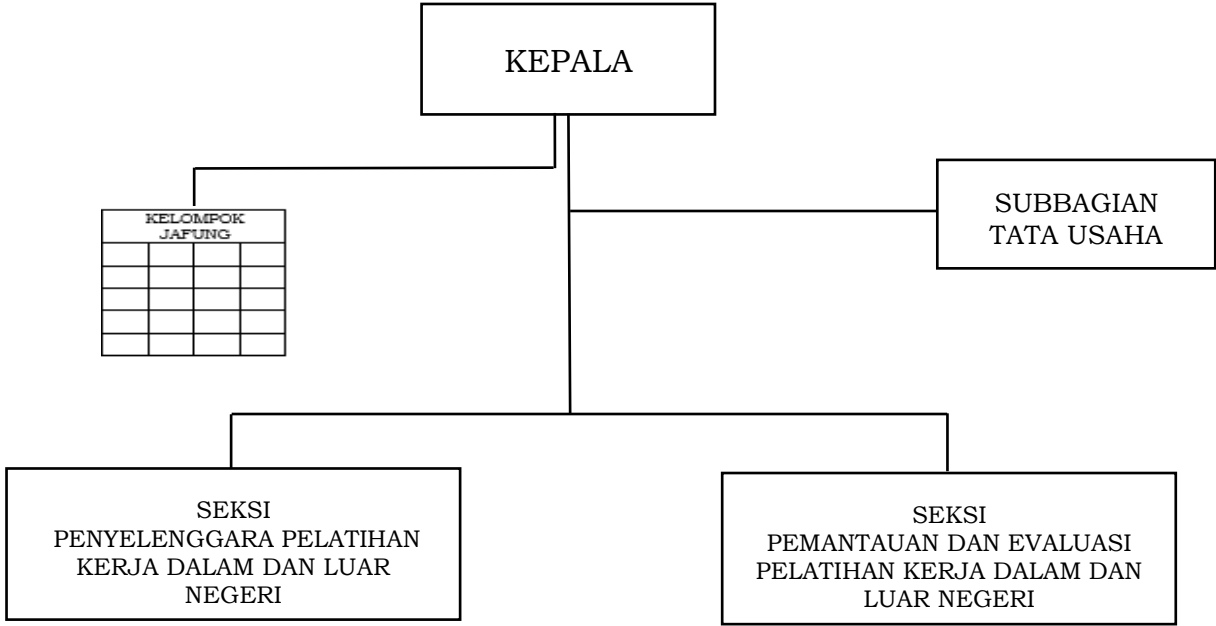 KEPALA
SUBBAGIAN
TATA USAHA
KELOMPOK
JAFUNG
SEKSI
PENYELENGGARA PELATIHAN
KERJA DALAM DAN LUAR
NEGERI
SEKSI
PEMANTAUAN DAN EVALUASI
PELATIHAN KERJA DALAM DAN
LUAR NEGERI